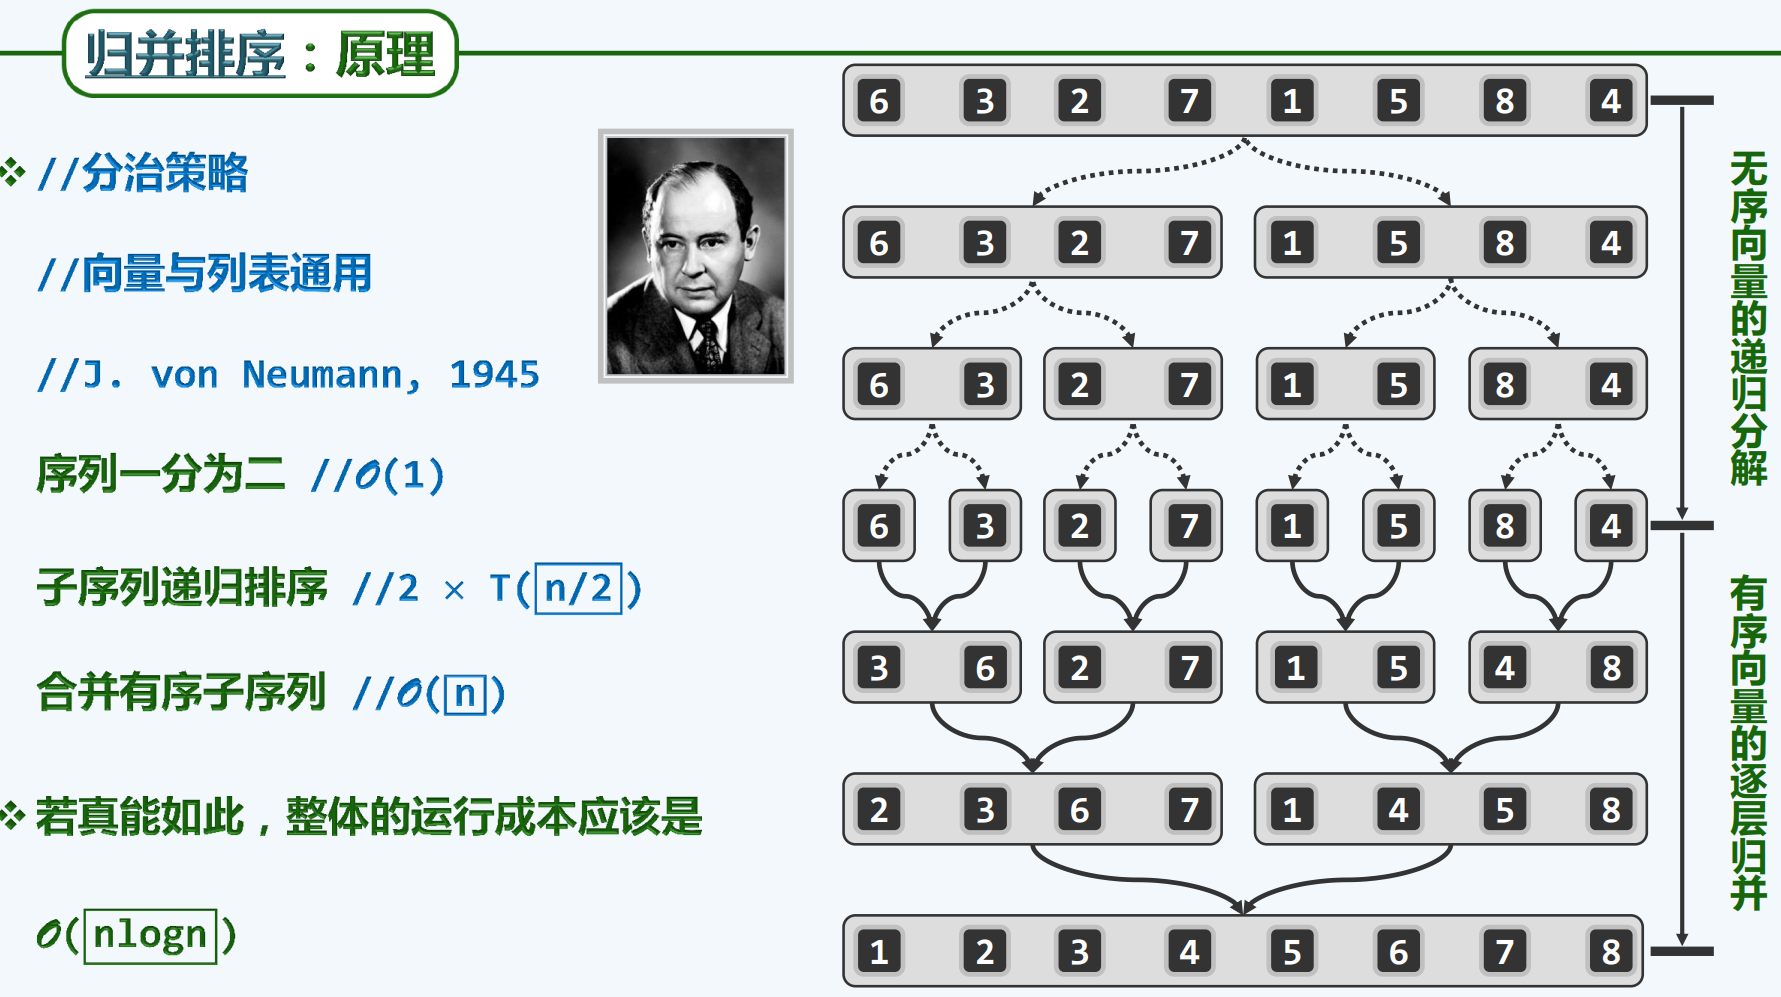 归并排序：原理
//分治策略
//向量与列表通用
//J. von Neumann, 1945
序列一分为二 //O(1)
子序列递归排序 //2 × T(n/2)
合并有序子序列 //O(n)
若真能如此，整体的运行成本应该是
O(nlogn)
6 3 2 7 1 5 8 4
6 3 2 7 1 5 8 4
6 3 2 7 1 5 8 4
6 3 2 7 1 5 8 4
3 6 2 7 1 5 4 8
2 3 6 7 1 4 5 8
1 2 3 4 5 6 7 8
无序向量的递归分解
有序向量的逐层归并